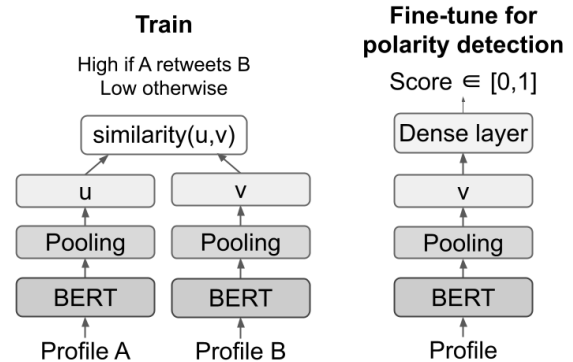 Train
High if A retweets B
Low otherwise
similarity(u,v)
u
v
Pooling
Pooling
BERT
BERT
Profile A
Profile B
Fine-tune for
polarity detection
Score ∈ [0,1]
Dense layer
v
Pooling
BERT
Profile